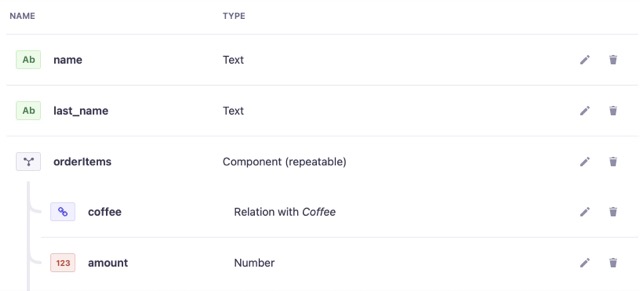 NAME TYPE
Ab name Text
Ab last_name Text
orderItems Component (repeatable)
coffee Relation with Coffee
123 amount Number